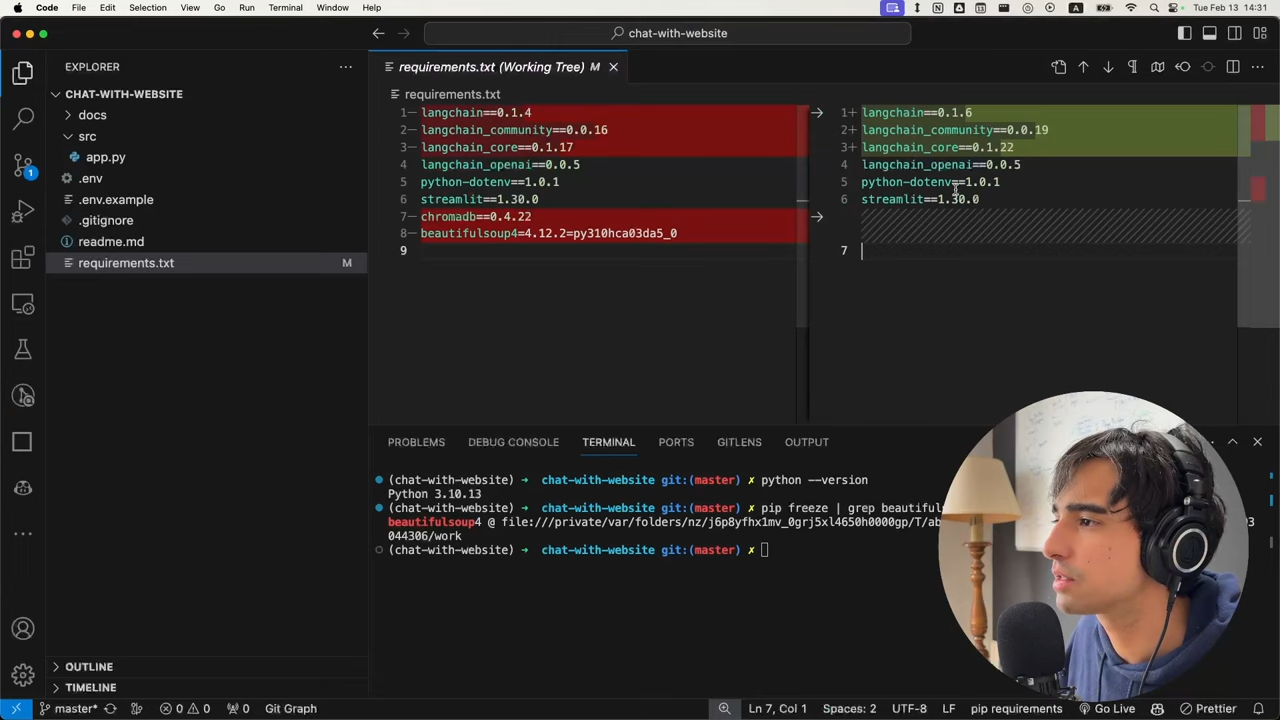 Code File Edit Selection View Go Run Terminal Window Help
A
Tue Feb 13 14:31
chat-with-website
EXPLORER
CHAT-WITH-WEBSITE
docs
src
app.py
.env
.env.example
.gitignore
readme.md
requirements.txt M
OUTLINE
TIMELINE
1
requirements.txt (Working Tree) M
requirements.txt
1— langchain==0.1.4
2— langchain_community==0.0.16
3— langchain_core==0.1.17
4 langchain_openai==0.0.5
5 python-dotenv==1.0.1
6 streamlit==1.30.0
7— chromadb==0.4.22
8— beautifulsoup4=4.12.2=py310hca03da5_0
9
1+ langchain==0.1.6
2+ langchain_community==0.0.19
3+ langchain_core==0.1.22
4 langchain_openai==0.0.5
5 python-dotenv==1.0.1
6 streamlit==1.30.0
7
PROBLEMS DEBUG CONSOLE TERMINAL PORTS GITLENS OUTPUT
(chat-with-website) → chat-with-website git:(master) ✗ python --version
Python 3.10.13
(chat-with-website) → chat-with-website git:(master) ✗ pip freeze | grep beautiful
beautifulsoup4 @ file:///private/var/folders/nz/j6p8yfhx1mv_0grj5xl4650h0000gp/T/ab
03
044306/work
(chat-with-website) → chat-with-website git:(master) ✗
master* 0 0 0 Git Graph Ln 7, Col 1 Spaces: 2 UTF-8 LF pip requirements Go Live Prettier